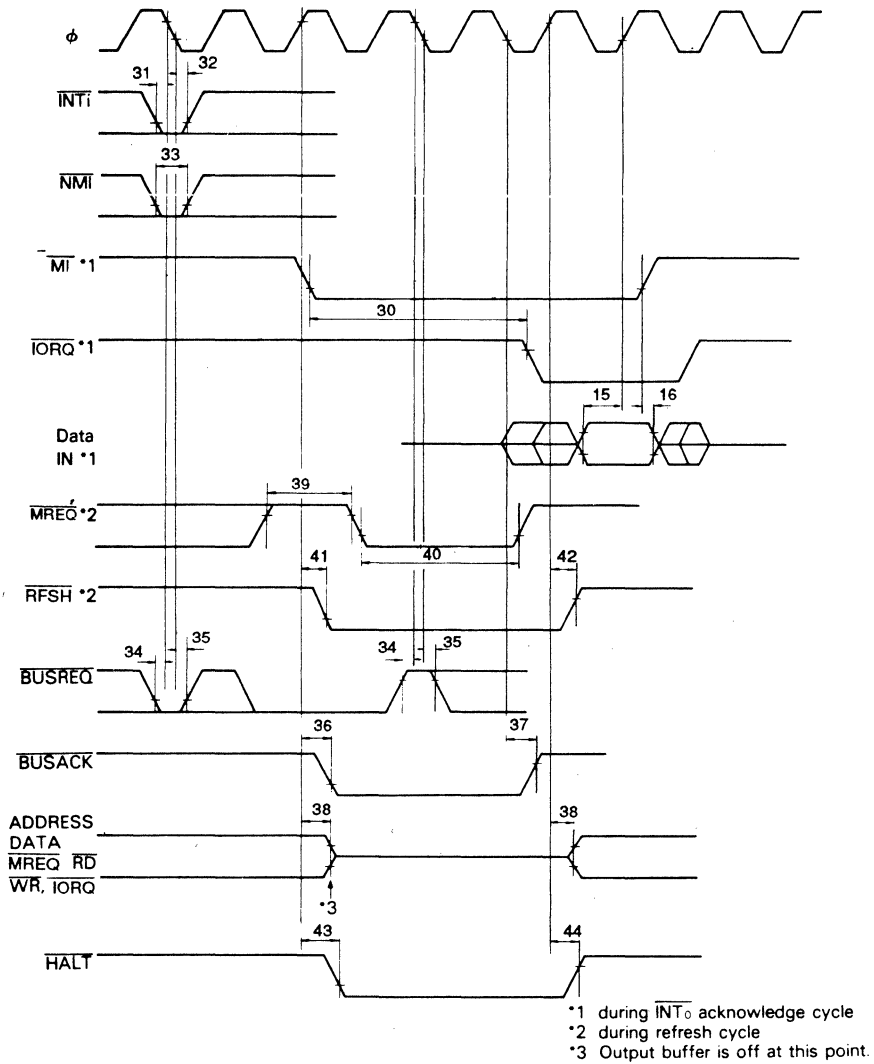 φ
31 32
INTi
33
NMI
MI *1
30
IORQ *1
15 16
Data
IN *1
39
MREQ *2
40
41 42
RFSH *2
34 35 34 35
BUSREQ
36 37
BUSACK
38 38
ADDRESS
DATA
MREQ RD
WR, IORQ
*3
43 44
HALT
*1 during INT0 acknowledge cycle
*2 during refresh cycle
*3 Output buffer is off at this point.